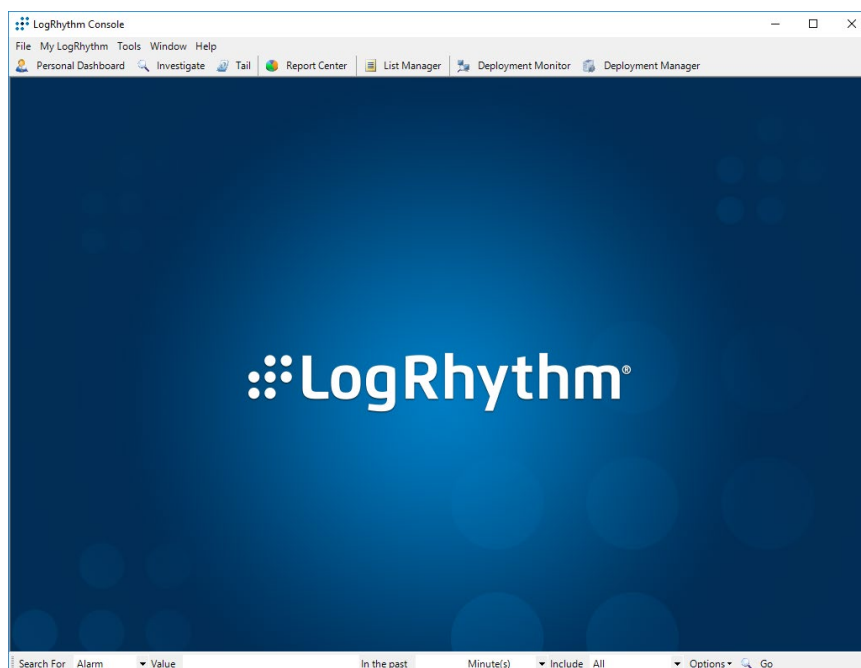 LogRhythm Console
File My LogRhythm Tools Window Help
Personal Dashboard Investigate Tail Report Center List Manager Deployment Monitor Deployment Manager
LogRhythm®
Search For Alarm Value In the past Minute(s) Include All Options Go